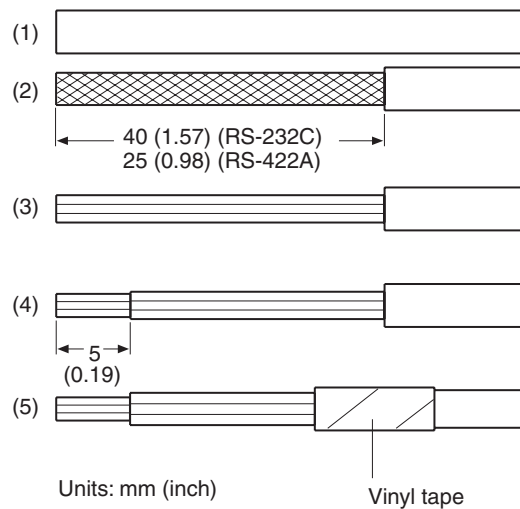 (1)
(2)
40 (1.57) (RS-232C)
25 (0.98) (RS-422A)
(3)
(4)
5
(0.19)
(5)
Units: mm (inch)
Vinyl tape